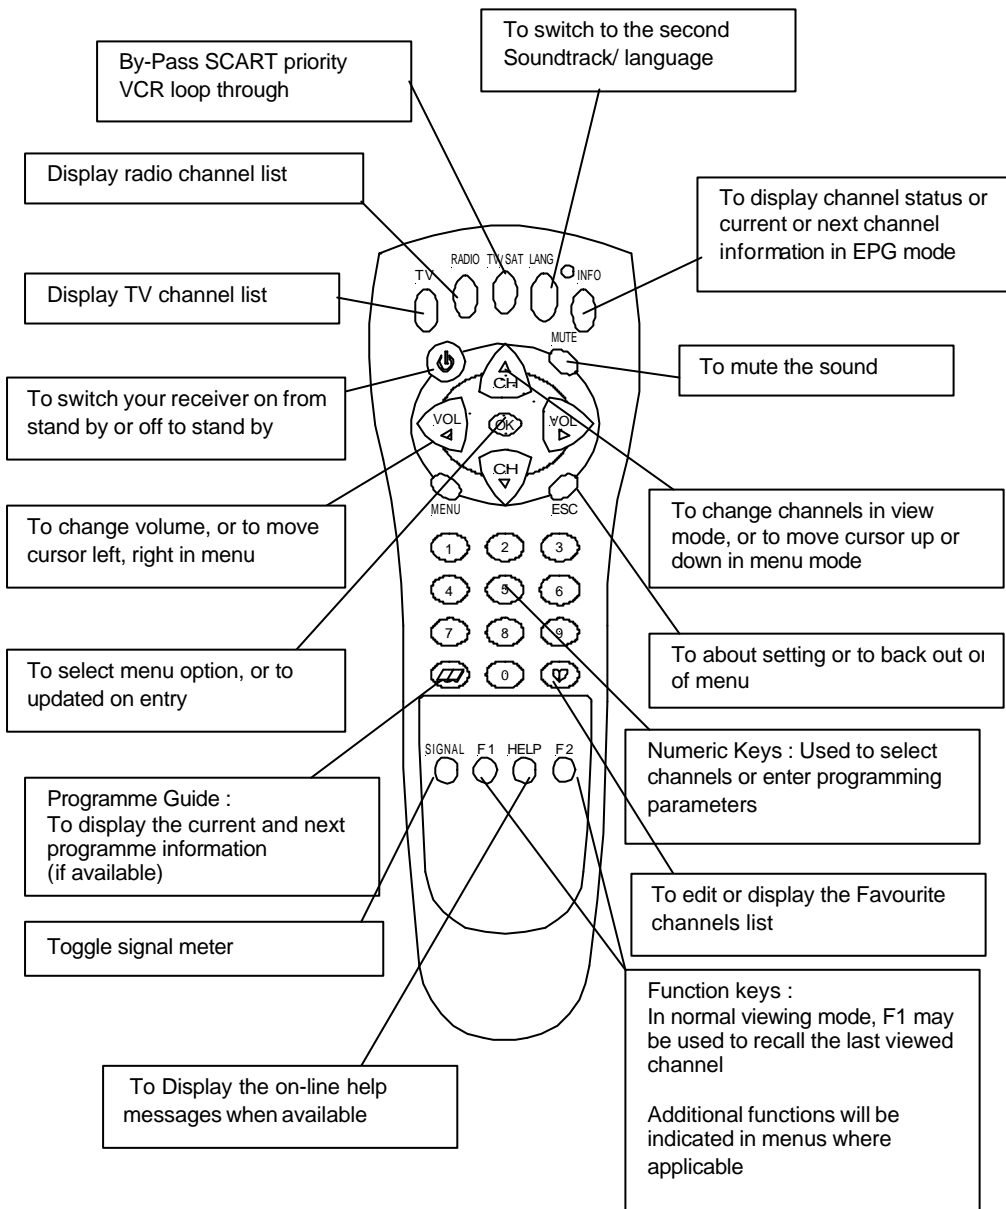 To switch to the second
Soundtrack/ language
By-Pass SCART priority
VCR loop through
Display radio channel list
To display channel status or
current or next channel
information in EPG mode
Display TV channel list
RADIO TV/SAT LANG
TV
INFO
MUTE
To mute the sound
To switch your receiver on from
stand by or off to stand by
CH
VOL
OK
VOL
CH
MENU
ESC
To change volume, or to move
cursor left, right in menu
To change channels in view
mode, or to move cursor up or
down in menu mode
1 2 3
4 5 6
7 8 9
0
To select menu option, or to
updated on entry
To about setting or to back out or
of menu
SIGNAL F1 HELP F2
Numeric Keys : Used to select
channels or enter programming
parameters
Programme Guide :
To display the current and next
programme information
(if available)
To edit or display the Favourite
channels list
Toggle signal meter
Function keys :
In normal viewing mode, F1 may
be used to recall the last viewed
channel
Additional functions will be
indicated in menus where
applicable
To Display the on-line help
messages when available